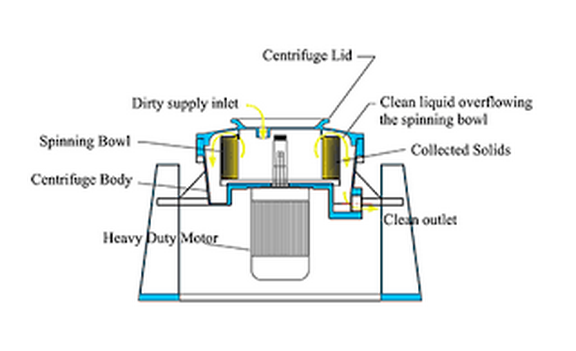 Centrifuge Lid
Dirty supply inlet
Clean liquid overflowing
the spinning bowl
Spinning Bowl
Collected Solids
Centrifuge Body
Clean outlet
Heavy Duty Motor